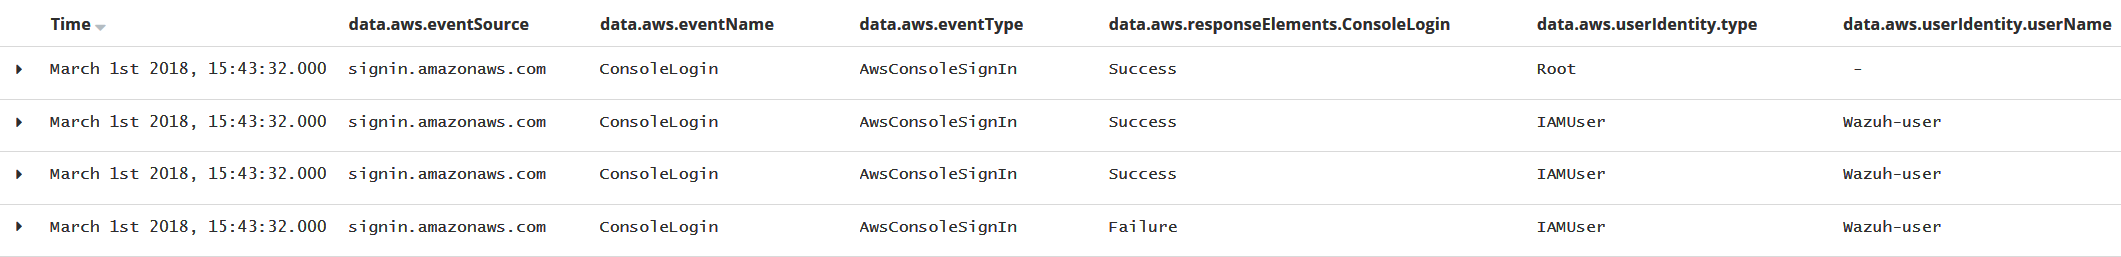 Time data.aws.eventSource data.aws.eventName data.aws.eventType data.aws.responseElements.ConsoleLogin data.aws.userIdentity.type data.aws.userIdentity.userName
March 1st 2018, 15:43:32.000 signin.amazonaws.com ConsoleLogin AwsConsoleSignIn Success Root -
March 1st 2018, 15:43:32.000 signin.amazonaws.com ConsoleLogin AwsConsoleSignIn Success IAMUser Wazuh-user
March 1st 2018, 15:43:32.000 signin.amazonaws.com ConsoleLogin AwsConsoleSignIn Success IAMUser Wazuh-user
March 1st 2018, 15:43:32.000 signin.amazonaws.com ConsoleLogin AwsConsoleSignIn Failure IAMUser Wazuh-user